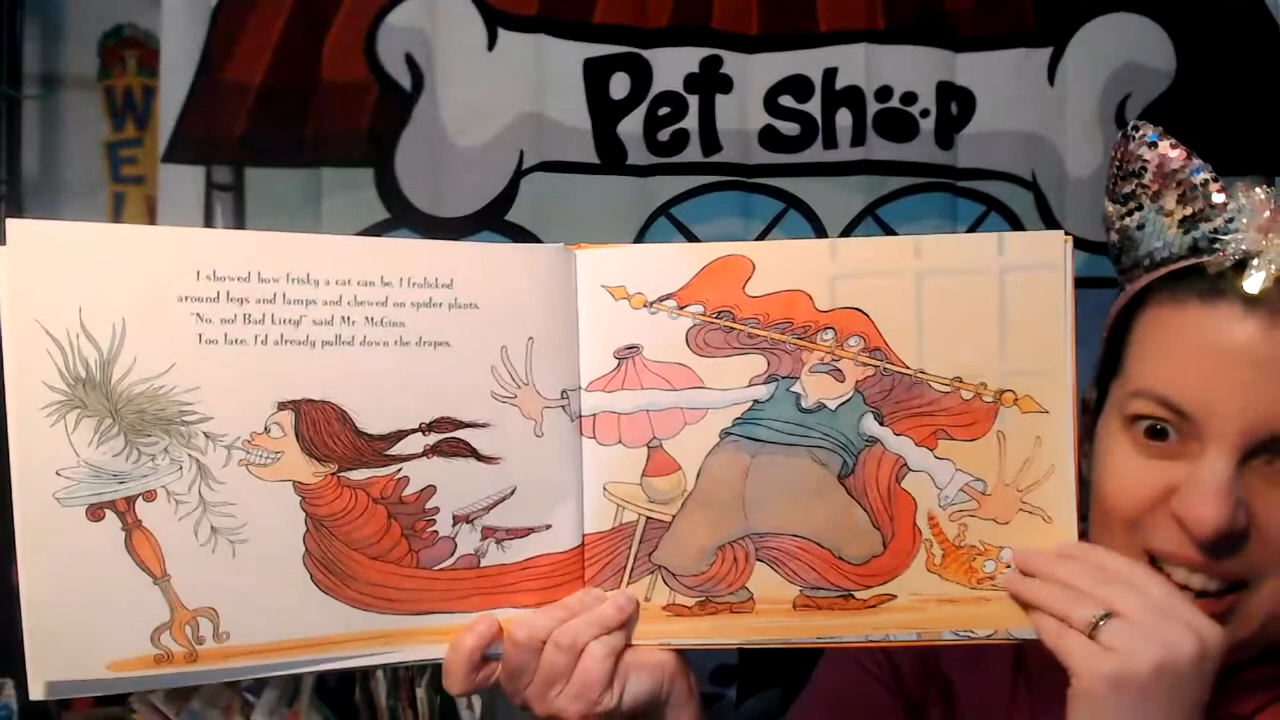 Pet Shop
WEL
I showed how frisky a cat can be. I frolicked
around legs and lamps and chewed on spider plants.
"No, no! Bad kitty!" said Mr. McGinn.
Too late. I'd already pulled down the drapes.